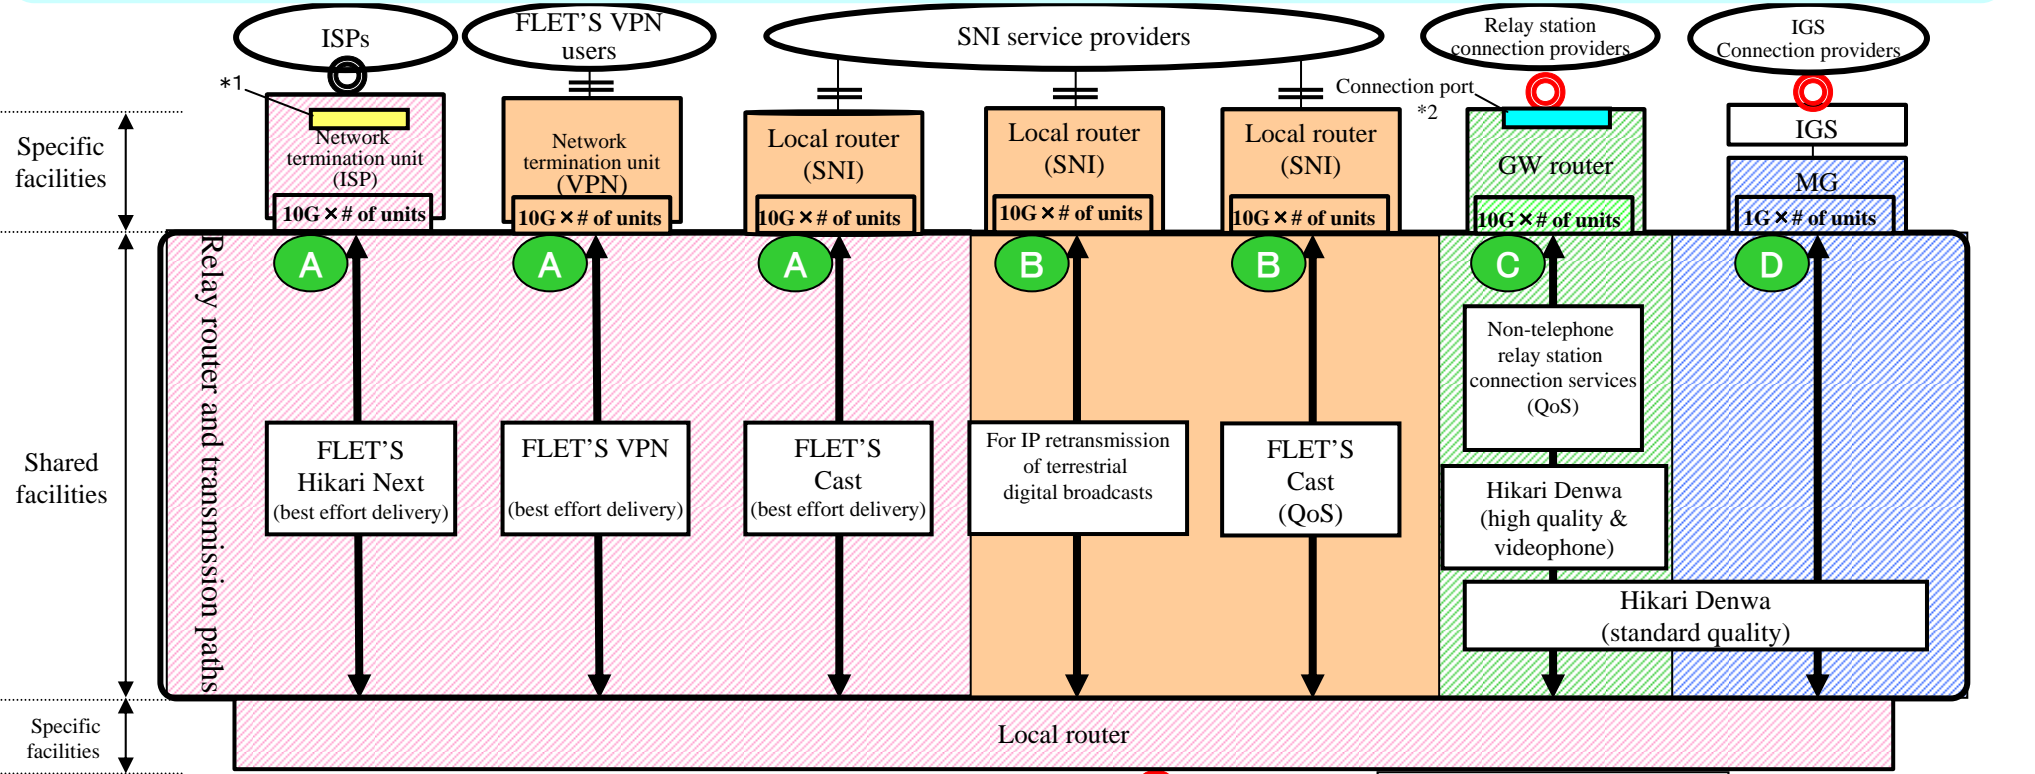 ISPs
FLET'S VPN
users
SNI service providers
Relay station
connection providers
IGS
Connection providers
*1
Connection port
*2
Specific
facilities
Network
termination unit
(ISP)
10G × # of units
Network
termination unit
(VPN)
10G × # of units
Local router
(SNI)
10G × # of units
Local router
(SNI)
10G × # of units
Local router
(SNI)
10G × # of units
GW router
10G × # of units
IGS
MG
1G × # of units
Shared
facilities
Relay router and transmission paths
A
A
A
B
B
C
D
FLET'S
Hikari Next
(best effort delivery)
FLET'S VPN
(best effort delivery)
FLET'S
Cast
(best effort delivery)
For IP retransmission
of terrestrial
digital broadcasts
FLET'S
Cast
(QoS)
Non-telephone
relay station
connection services
(QoS)
Hikari Denwa
(high quality &
videophone)
Hikari Denwa
(standard quality)
Specific
facilities
Local router